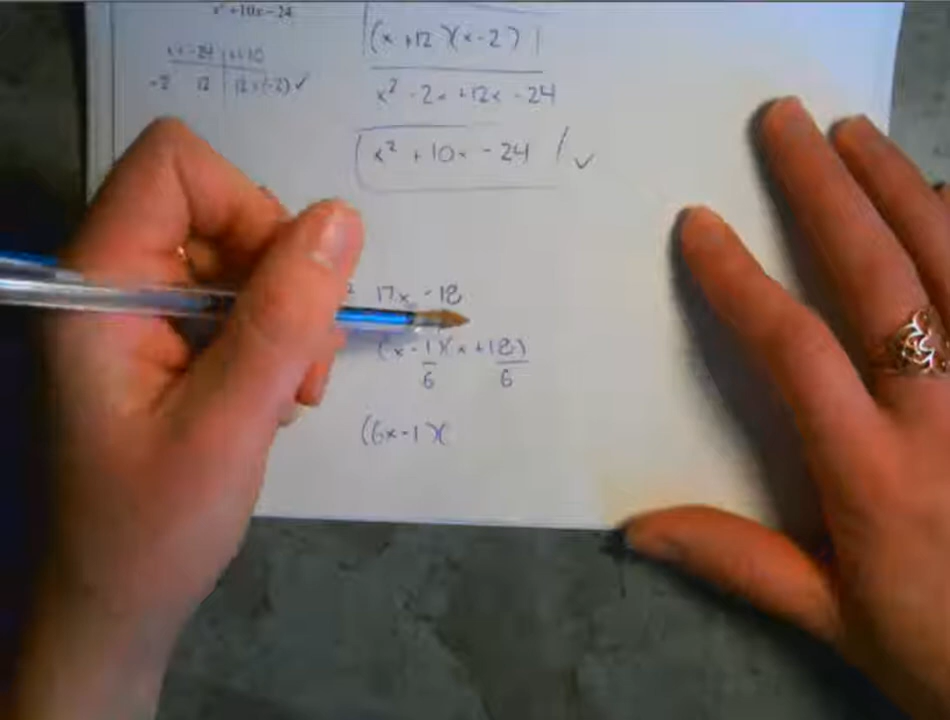 x² + 10x - 24
x = -24 | + = 10
-2 12 | 12 + (-2) ✓
(x +12)(x -2)
x² - 2x +12x - 24
x² + 10x - 24 ✓
17x - 18
(x - 1)(x + 18)
6 6
(6x - 1)(